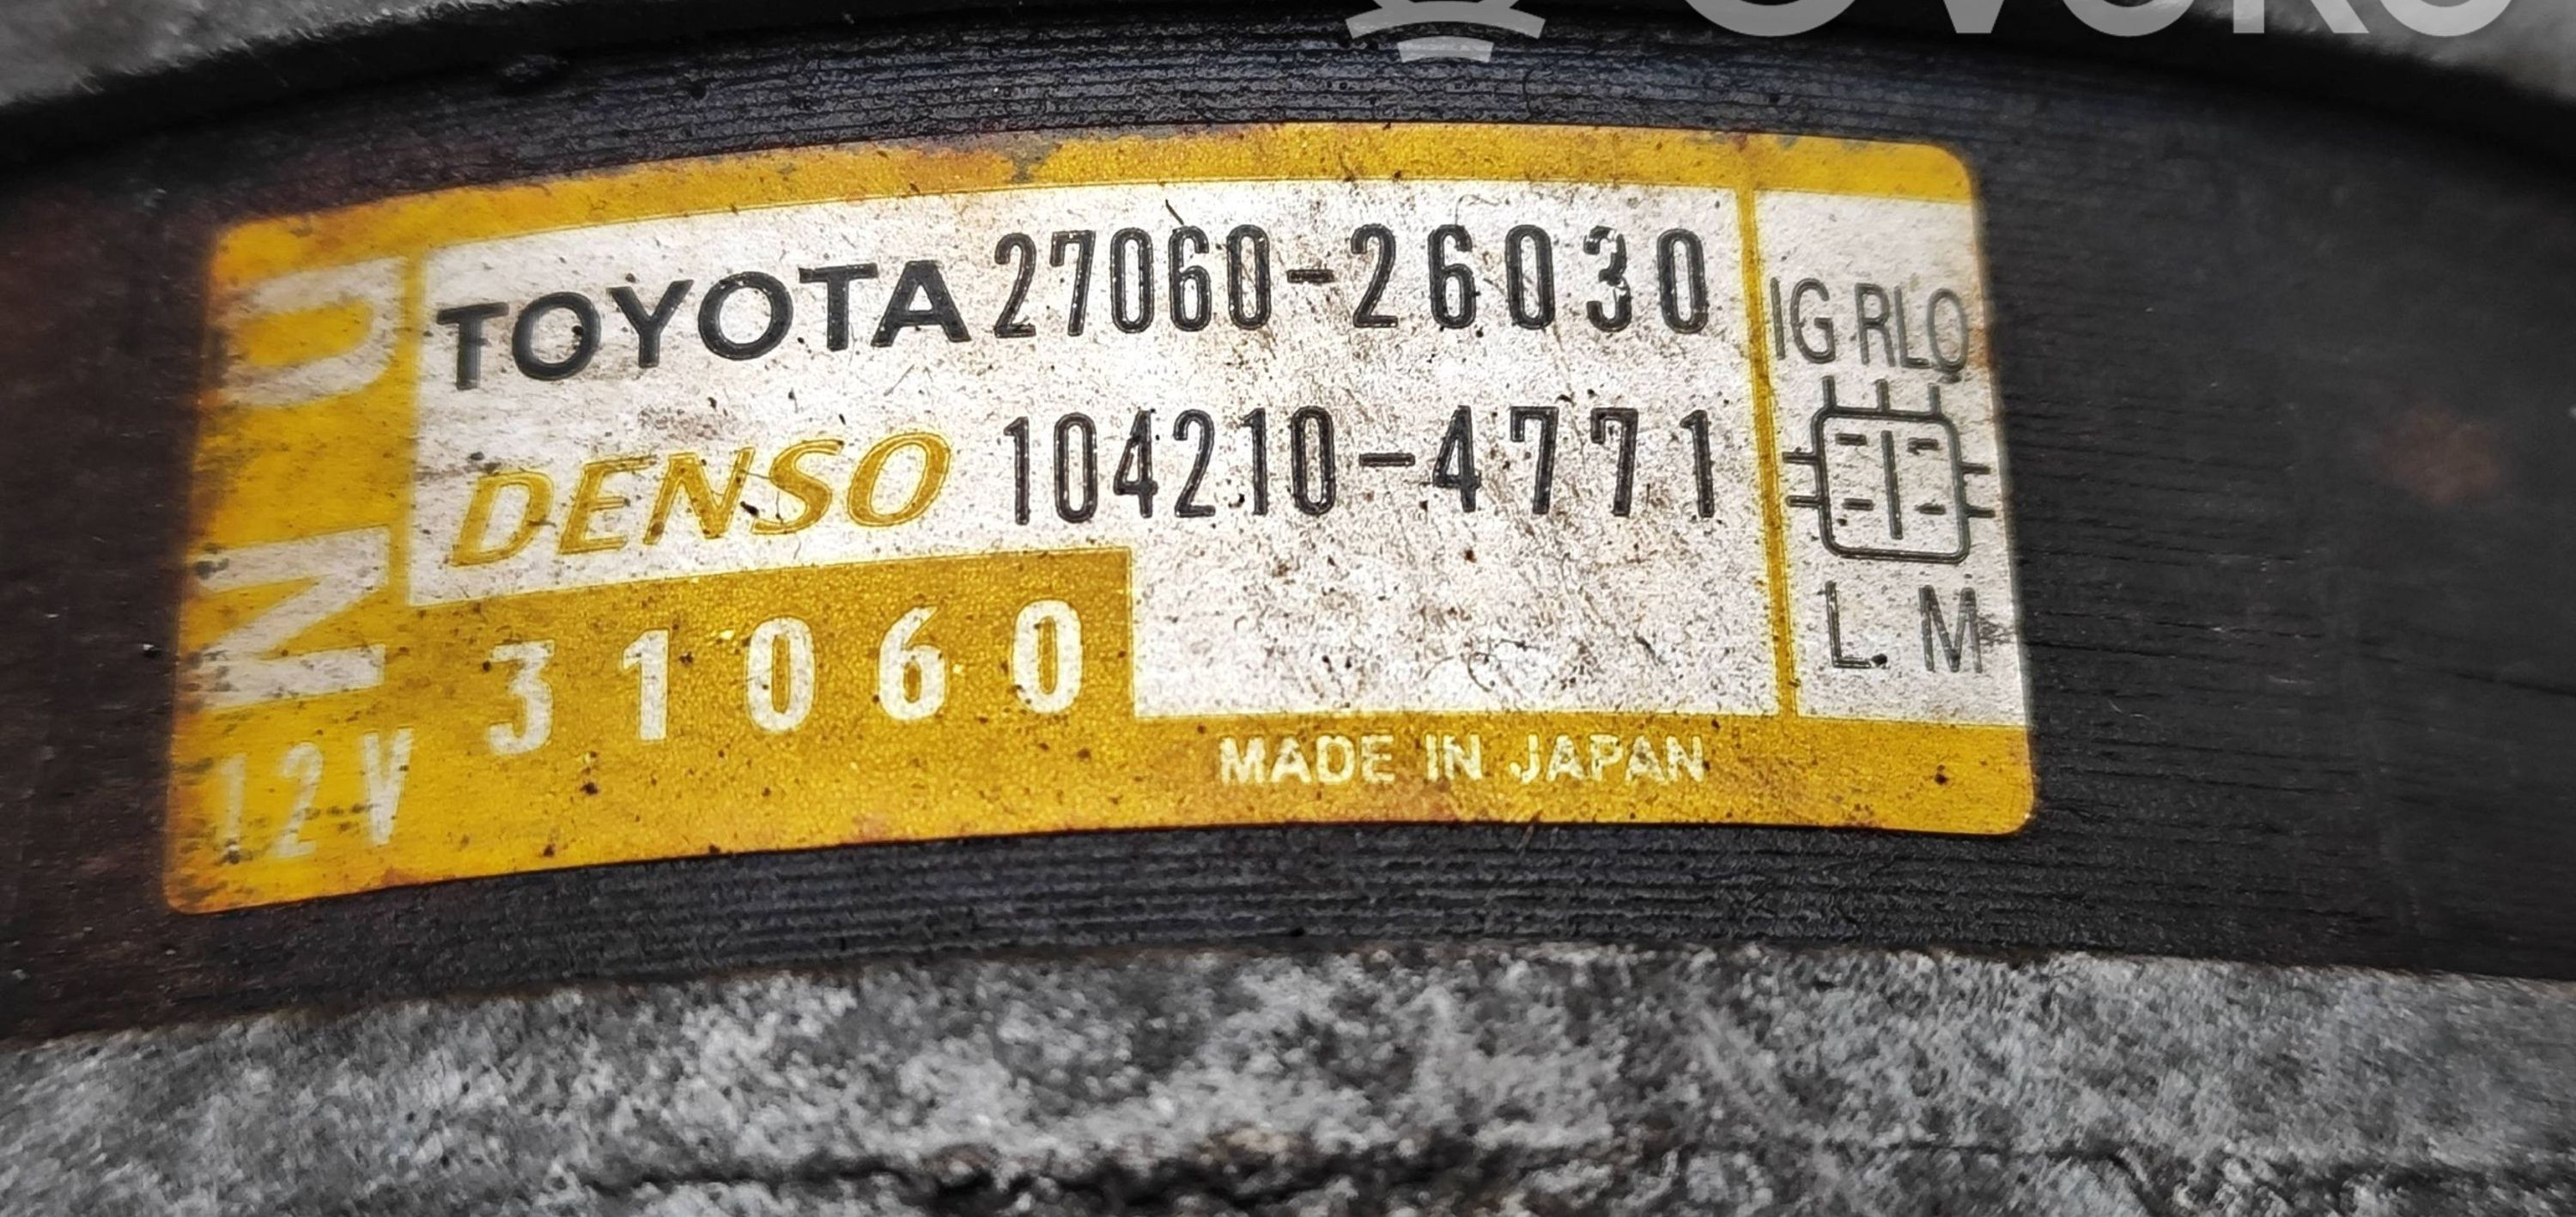 TOYOTA 27060-26030
DENSO 104210-4771
31060
12V
MADE IN JAPAN
IG RLO
L M